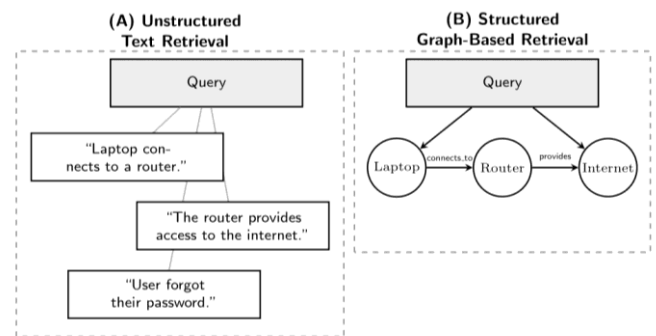 (A) Unstructured
Text Retrieval
Query
“Laptop con-
nects to a router.”
“The router provides
access to the internet.”
“User forgot
their password.”
(B) Structured
Graph-Based Retrieval
Query
Laptop
connects_to
Router
provides
Internet